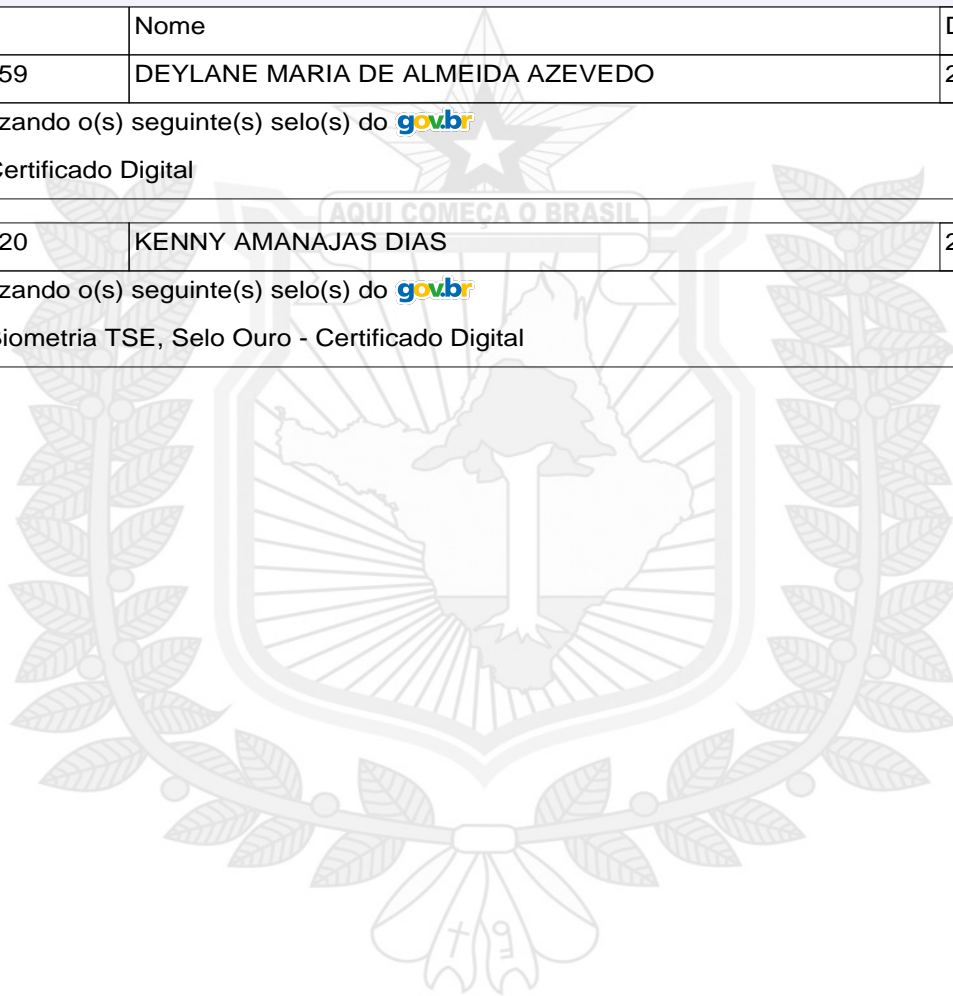 Nome D
59 DEYLANE MARIA DE ALMEIDA AZEVEDO 2
zando o(s) seguinte(s) selo(s) do gov.br
Certificado Digital
AQUI COMEÇA O BRASIL
20 KENNY AMANAJAS DIAS 2
zando o(s) seguinte(s) selo(s) do gov.br
Biometria TSE, Selo Ouro - Certificado Digital